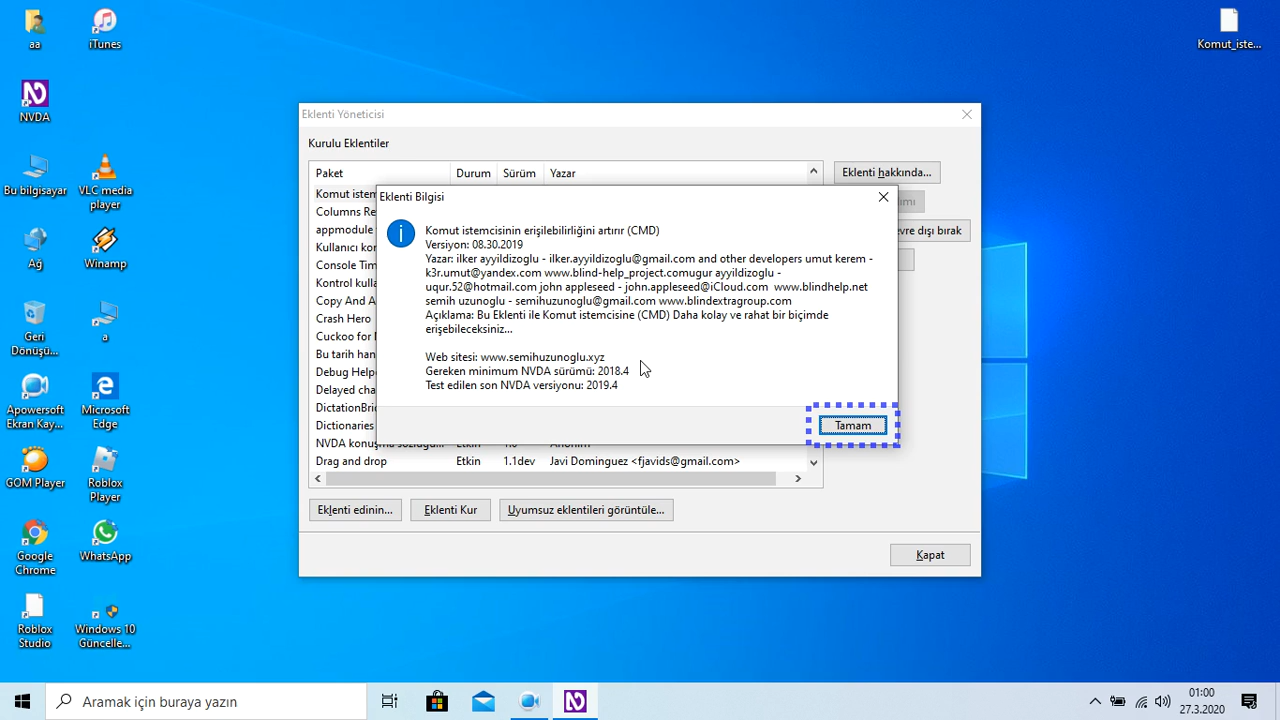 aa
iTunes
Komut_iste...
NVDA
Bu bilgisayar
VLC media
player
Ağ
Winamp
Geri
Dönüşü...
a
Apowersoft
Ekran Kay...
Microsoft
Edge
GOM Player
Roblox
Player
Google
Chrome
WhatsApp
Roblox
Studio
Windows 10
Güncelle...
Eklenti Yöneticisi
Kurulu Eklentiler
Paket Durum Sürüm Yazar
Eklenti hakkında...
Komut isten
Columns Re
appmodule
evre dışı bırak
Kullanıcı kor
Console Tim
Kontrol kulla
Copy And A
Crash Hero
Cuckoo for
Bu tarih han
Debug Help
Delayed cha
DictationBri
Dictionaries
Drag and drop Etkin 1.1dev Javi Dominguez <fjavids@gmail.com>
Eklenti edinin...
Eklenti Kur
Uyumsuz eklentileri görüntüle...
Kapat
Eklenti Bilgisi
Komut istemcisinin erişilebilirliğini artırır (CMD)
Versiyon: 08.30.2019
Yazar: ilker ayyildizoglu - ilker.ayyildizoglu@gmail.com and other developers umut kerem -
k3r.umut@yandex.com www.blind-help_project.comugur ayyildizoglu -
uqur.52@hotmail.com john appleseed - john.appleseed@iCloud.com www.blindhelp.net
semih uzunoglu - semihuzunoglu@gmail.com www.blindextragroup.com
Açıklama: Bu Eklenti ile Komut istemcisine (CMD) Daha kolay ve rahat bir biçimde
erişebileceksiniz...
Web sitesi: www.semihuzunoglu.xyz
Gereken minimum NVDA sürümü: 2018.4
Test edilen son NVDA versiyonu: 2019.4
Tamam
Aramak için buraya yazın
01:00
27.3.2020